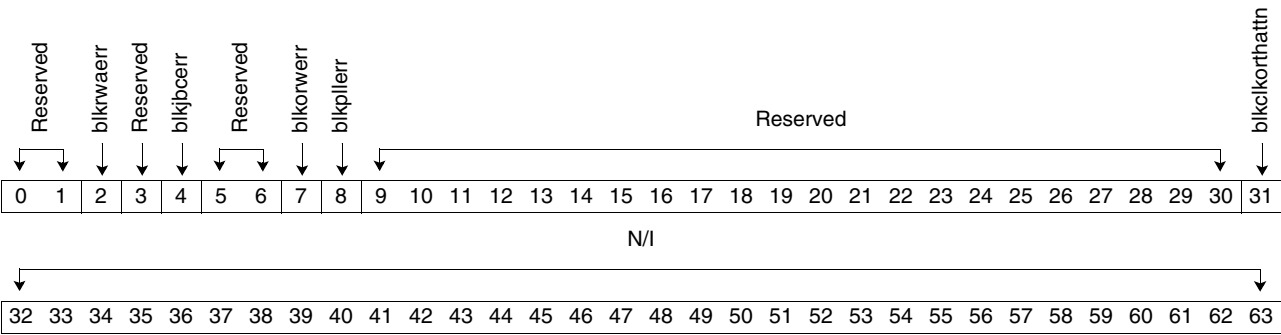 Reserved
blkrwaerr
Reserved
blkjbcerr
Reserved
blkorwerr
blkpllerr
Reserved
blkclkorthattn
0 1 2 3 4 5 6 7 8 9 10 11 12 13 14 15 16 17 18 19 20 21 22 23 24 25 26 27 28 29 30 31
N/I
32 33 34 35 36 37 38 39 40 41 42 43 44 45 46 47 48 49 50 51 52 53 54 55 56 57 58 59 60 61 62 63